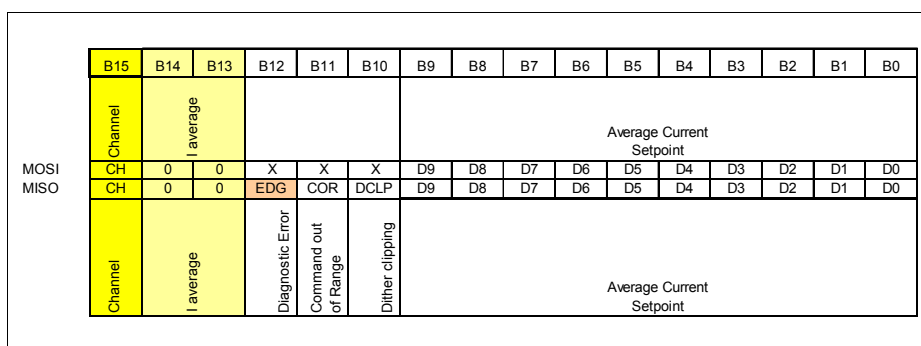 B15 B14 B13 B12 B11 B10 B9 B8 B7 B6 B5 B4 B3 B2 B1 B0
Channel
I average
Average Current
Setpoint
MOSI CH 0 0 X X X D9 D8 D7 D6 D5 D4 D3 D2 D1 D0
MISO CH 0 0 EDG COR DCLP D9 D8 D7 D6 D5 D4 D3 D2 D1 D0
Channel
I average
Diagnostic Error
Command out
of Range
Dither clipping
Average Current
Setpoint